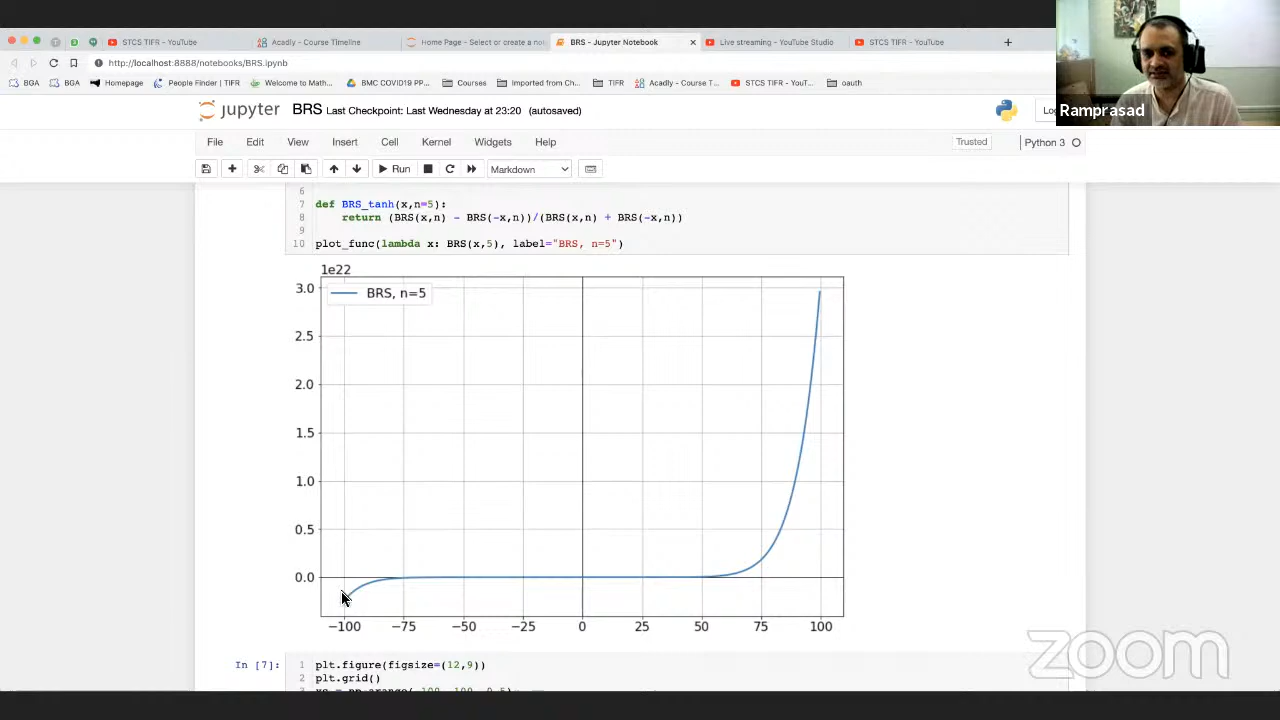 STCS TIFR - YouTube
Acadly - Course Timeline
Home Page - Select or create a no
BRS - Jupyter Notebook
Live streaming - YouTube Studio
STCS TIFR - YouTube
http://localhost:8888/notebooks/BRS.ipynb
BGA
BGA
Homepage
People Finder | TIFR
Welcome to Math...
BMC COVID19 PP...
Courses
Imported from Ch...
TIFR
Acadly - Course T...
STCS TIFR - YouT...
oauth
Ramprasad
jupyter BRS Last Checkpoint: Last Wednesday at 23:20 (autosaved)
File Edit View Insert Cell Kernel Widgets Help
Trusted
Python 3
Run
Markdown
6
7 def BRS_tanh(x,n=5):
8 return (BRS(x,n) - BRS(-x,n))/(BRS(x,n) + BRS(-x,n))
9
10 plot_func(lambda x: BRS(x,5), label="BRS, n=5")
1e22
BRS, n=5
3.0
2.5
2.0
1.5
1.0
0.5
0.0
−100 −75 −50 −25 0 25 50 75 100
zoom
In [7]:
1 plt.figure(figsize=(12,9))
2 plt.grid()